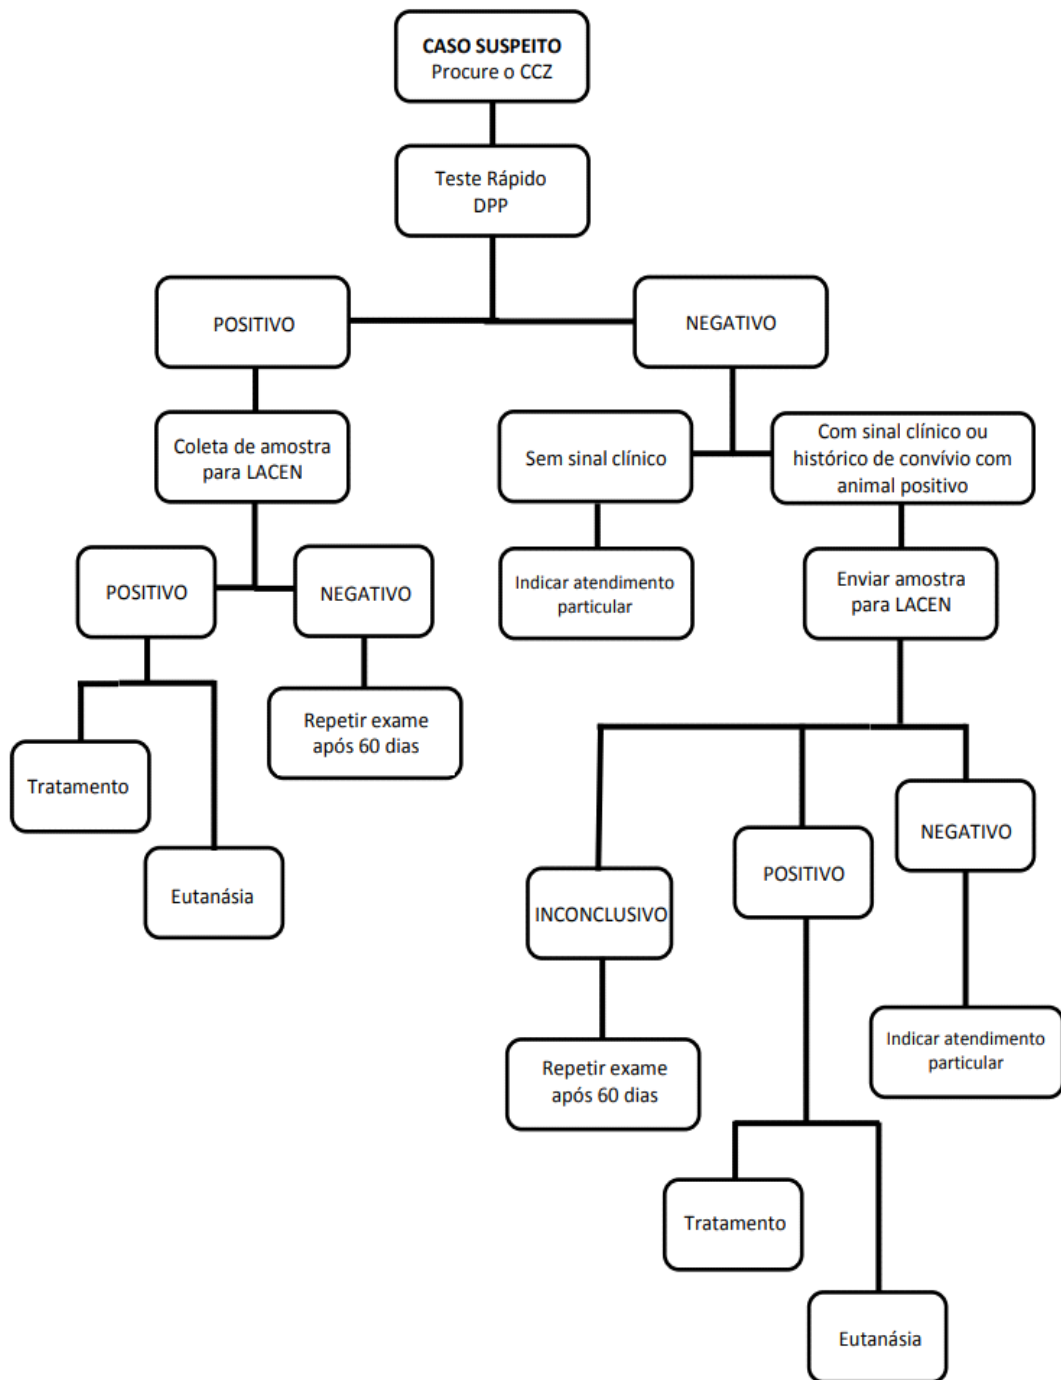 CASO SUSPEITO
Procure o CCZ
Teste Rápido
DPP
POSITIVO
NEGATIVO
Coleta de amostra
para LACEN
Sem sinal clínico
Com sinal clínico ou
histórico de convívio com
animal positivo
POSITIVO
NEGATIVO
Indicar atendimento
particular
Enviar amostra
para LACEN
Repetir exame
após 60 dias
Tratamento
Eutanásia
INCONCLUSIVO
POSITIVO
NEGATIVO
Repetir exame
após 60 dias
Indicar atendimento
particular
Tratamento
Eutanásia